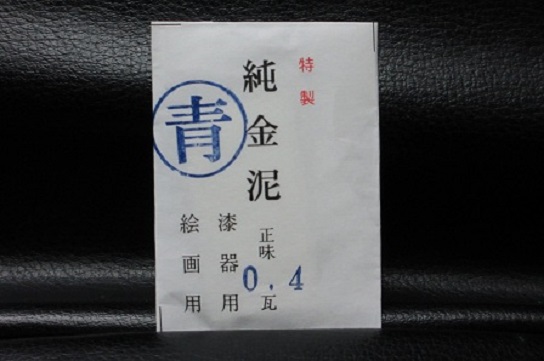 特製
純金泥
正味0.4瓦
漆器用
絵画用
青